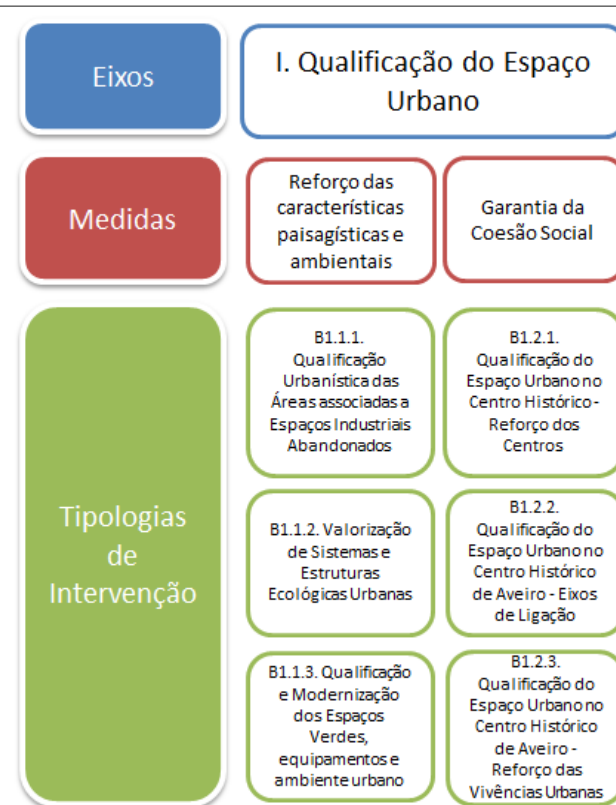 Eixos
I. Qualificação do Espaço
Urbano
Medidas
Reforço das
características
paisagísticas e
ambientais
Garantia da
Coesão Social
Tipologias
de
Intervenção
B1.1.1.
Qualificação
Urbanística das
Áreas associadas a
Espaços Industriais
Abandonados
B1.2.1.
Qualificação do
Espaço Urbano no
Centro Histórico -
Reforço dos
Centros
B1.1.2. Valorização
de Sistemas e
Estruturas
Ecológicas Urbanas
B1.2.2.
Qualificação do
Espaço Urbano no
Centro Histórico
de Aveiro - Eixos
de Ligação
B1.1.3. Qualificação
e Modernização
dos Espaços
Verdes,
equipamentos e
ambiente urbano
B1.2.3.
Qualificação do
Espaço Urbano no
Centro Histórico
de Aveiro -
Reforço das
Vivências Urbanas